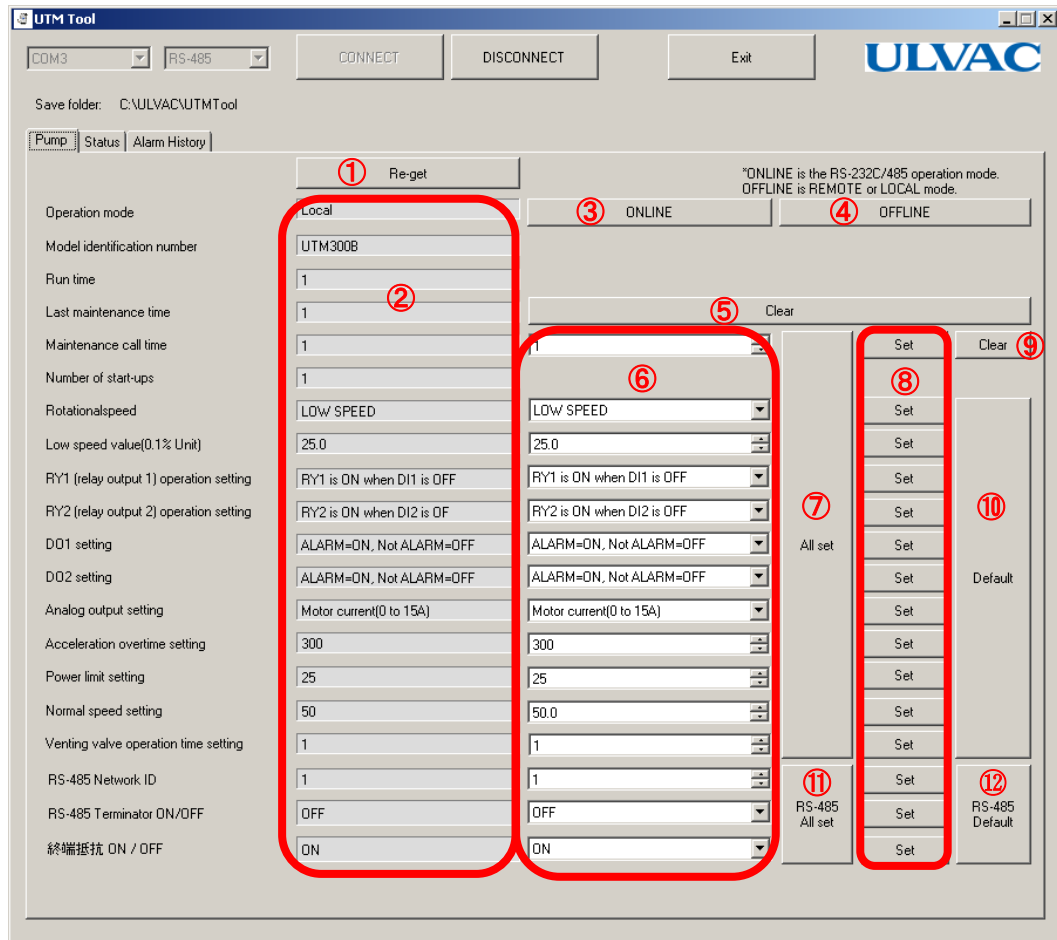 UTM Tool
COM3 RS-485 CONNECT DISCONNECT Exit ULVAC
Save folder: C:\ULVAC\UTMTool
Pump Status Alarm History
① Re-get
*ONLINE is the RS-232C/485 operation mode.
OFFLINE is REMOTE or LOCAL mode.
Operation mode Local ③ ONLINE ④ OFFLINE
Model identification number UTM300B
Run time 1
②
Last maintenance time 1 ⑤ Clear
Maintenance call time 1 1 Set Clear ⑨
Number of start-ups 1 ⑥ ⑧
Rotationalspeed LOW SPEED LOW SPEED Set
Low speed value(0.1% Unit) 25.0 25.0 Set
RY1 (relay output 1) operation setting RY1 is ON when DI1 is OFF RY1 is ON when DI1 is OFF Set
RY2 (relay output 2) operation setting RY2 is ON when DI2 is OF RY2 is ON when DI2 is OFF ⑦ Set ⑩
DO1 setting ALARM=ON, Not ALARM=OFF ALARM=ON, Not ALARM=OFF All set Set
DO2 setting ALARM=ON, Not ALARM=OFF ALARM=ON, Not ALARM=OFF Set Default
Analog output setting Motor current(0 to 15A) Motor current(0 to 15A) Set
Acceleration overtime setting 300 300 Set
Power limit setting 25 25 Set
Normal speed setting 50 50.0 Set
Venting valve operation time setting 1 1 Set
RS-485 Network ID 1 1 ⑪ Set ⑫
RS-485 Terminator ON/OFF OFF OFF RS-485 All set Set RS-485 Default
終端抵抗 ON / OFF ON ON Set